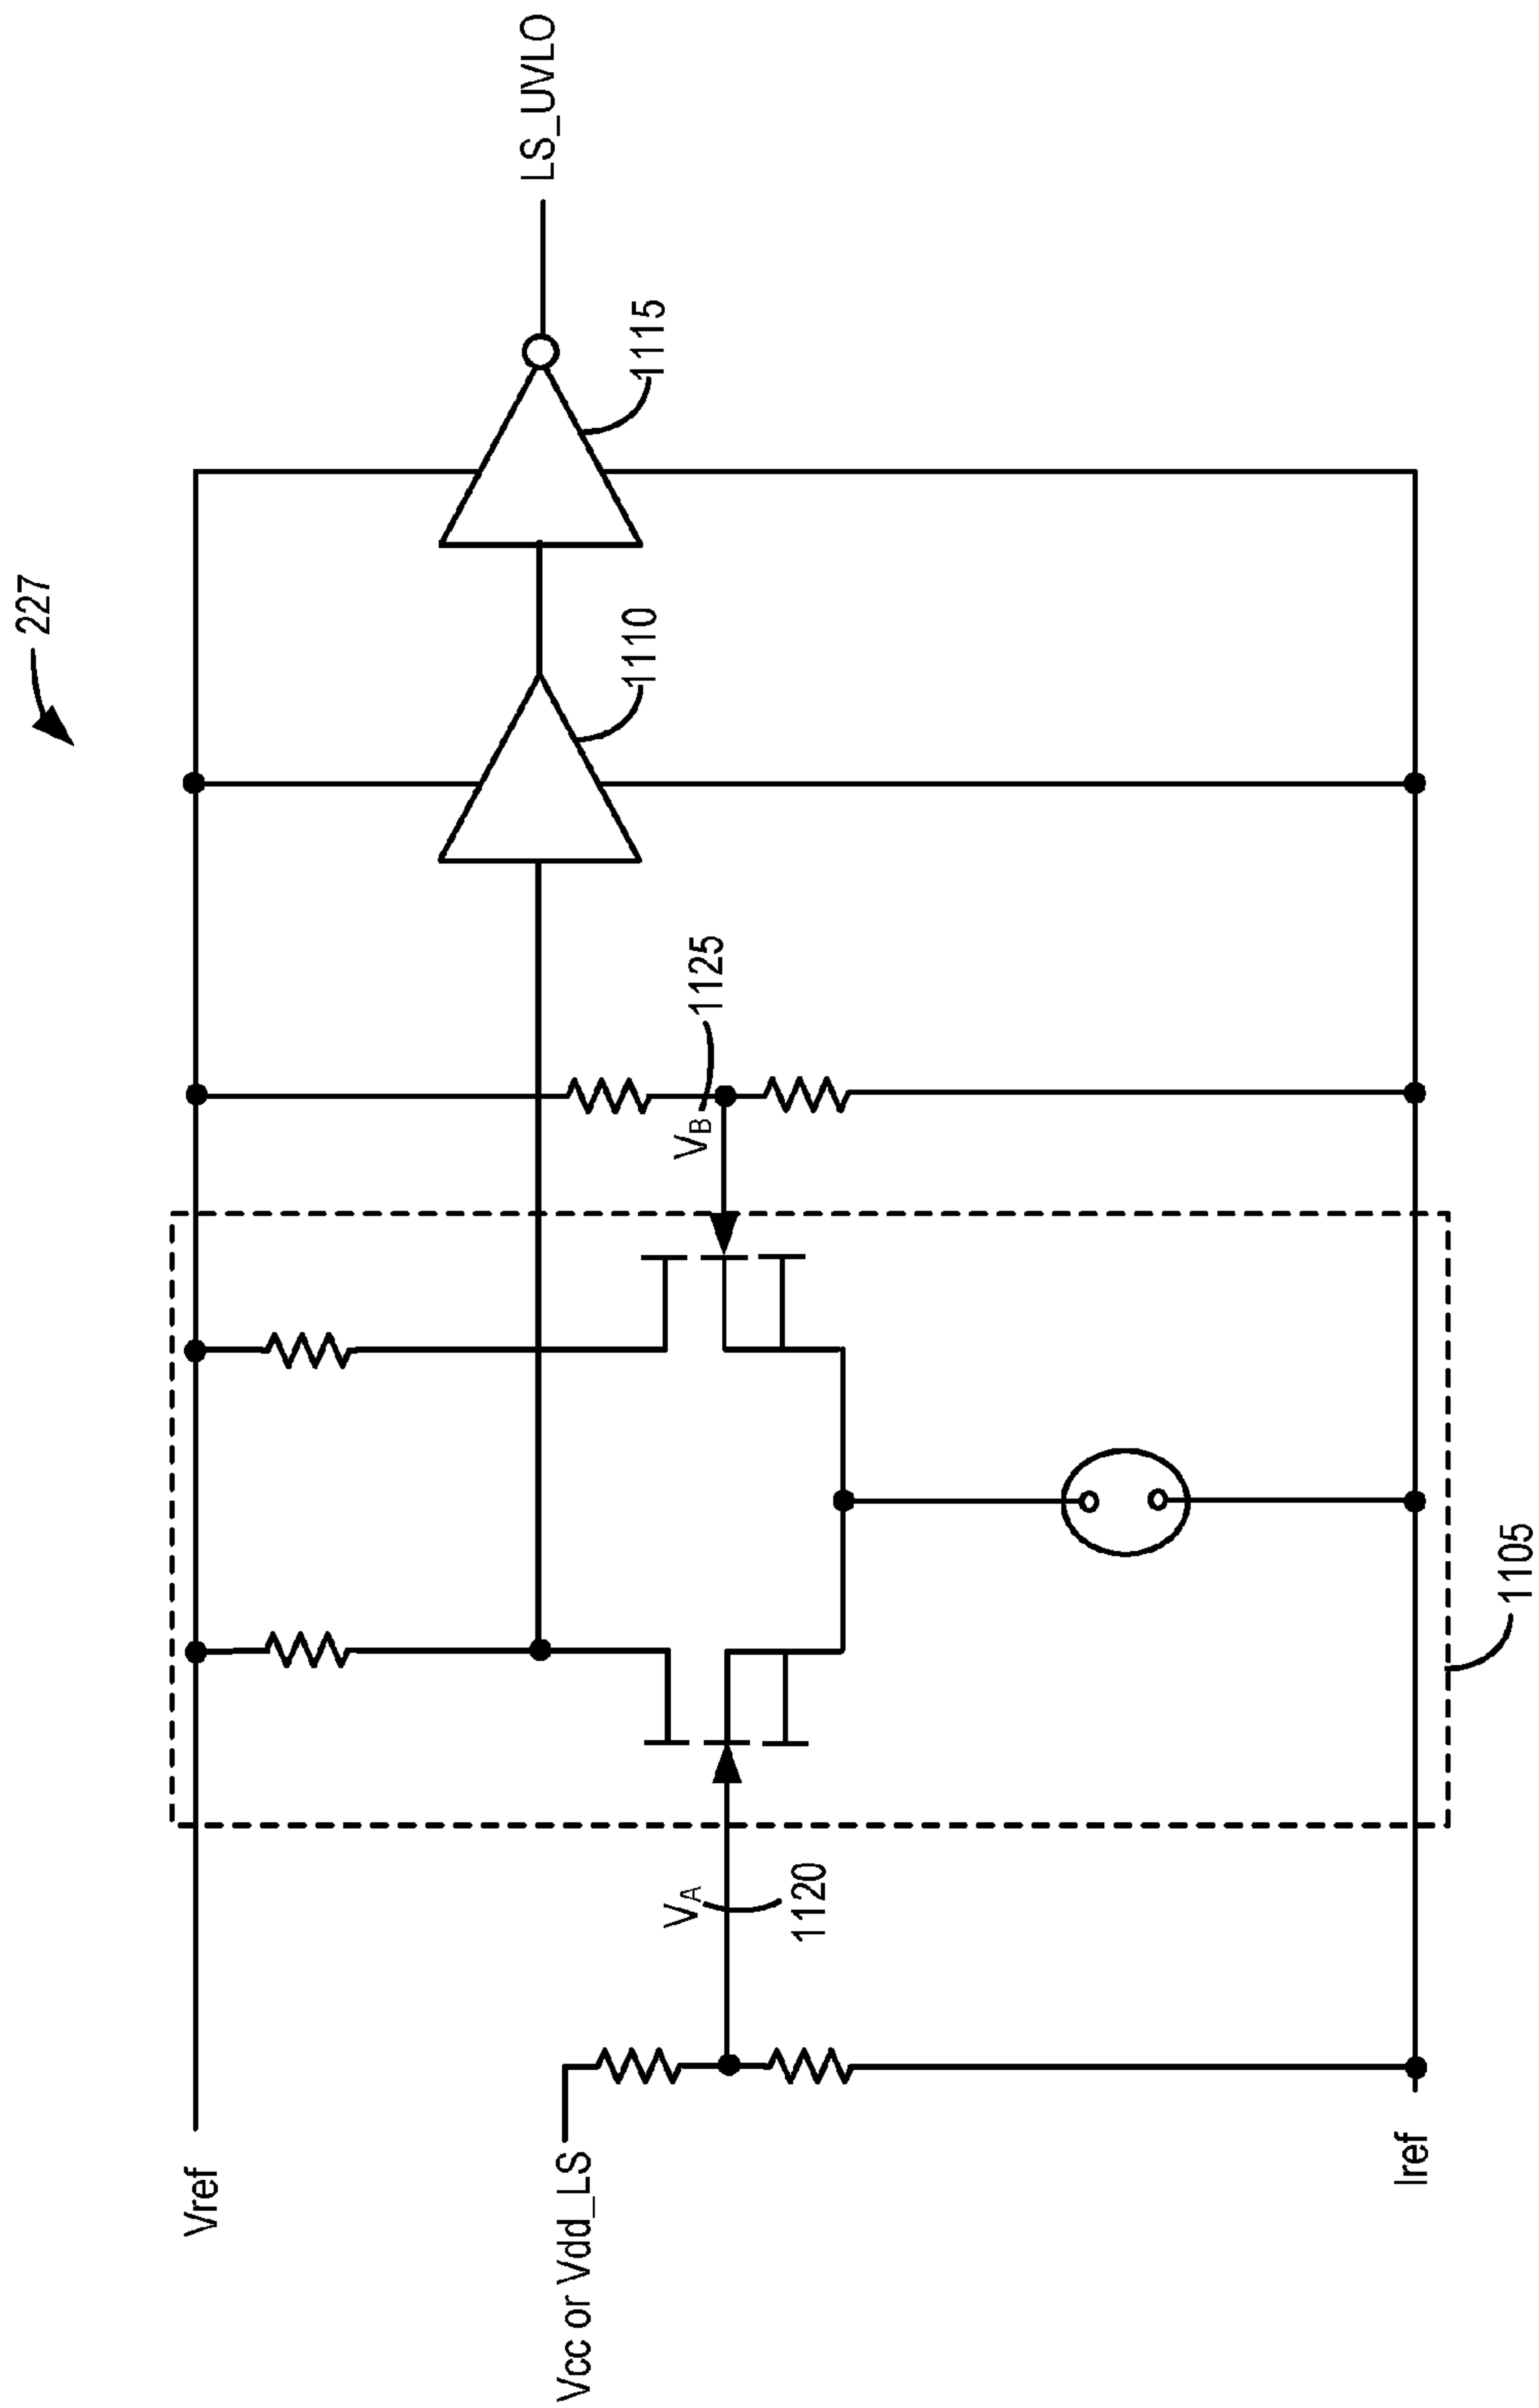 227
Vref
Vcc or Vdd_LS
Iref
VA
1120
VB
1125
1110
1115
LS_UVLO
1105